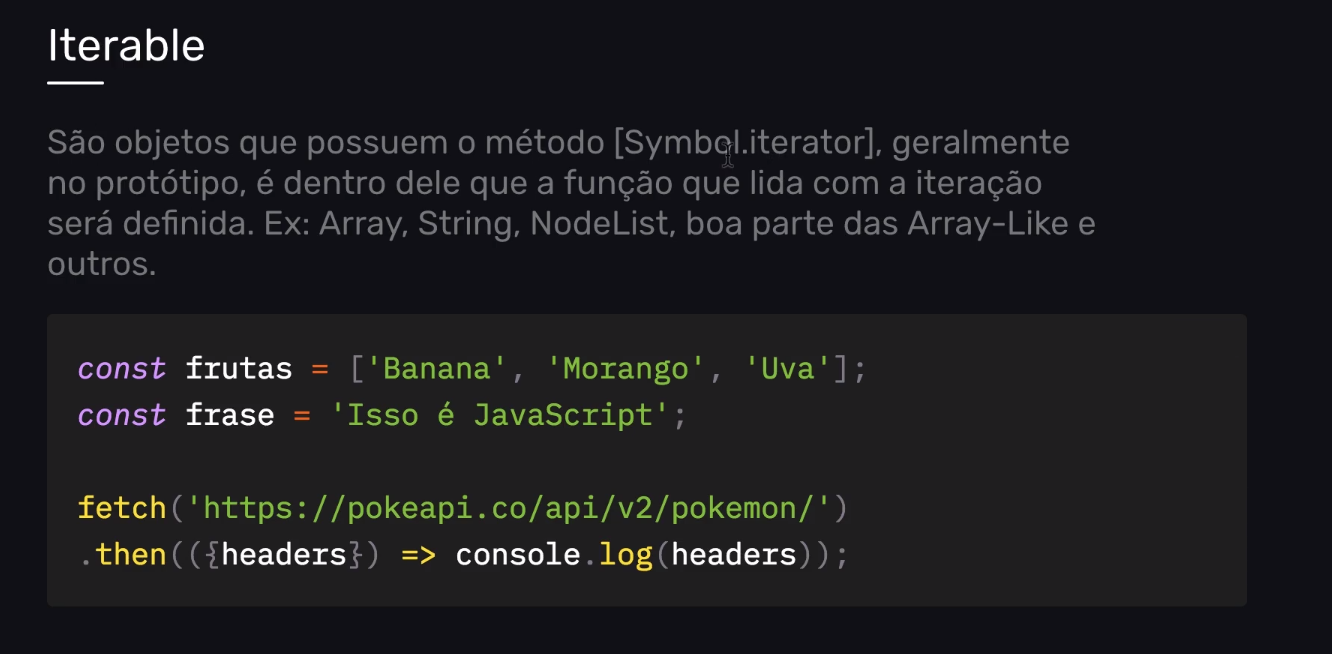 Iterable
São objetos que possuem o método [Symbol.iterator], geralmente
no protótipo, é dentro dele que a função que lida com a iteração
será definida. Ex: Array, String, NodeList, boa parte das Array-Like e
outros.
const frutas = ['Banana', 'Morango', 'Uva'];
const frase = 'Isso é JavaScript';
fetch('https://pokeapi.co/api/v2/pokemon/')
.then(({headers}) => console.log(headers));